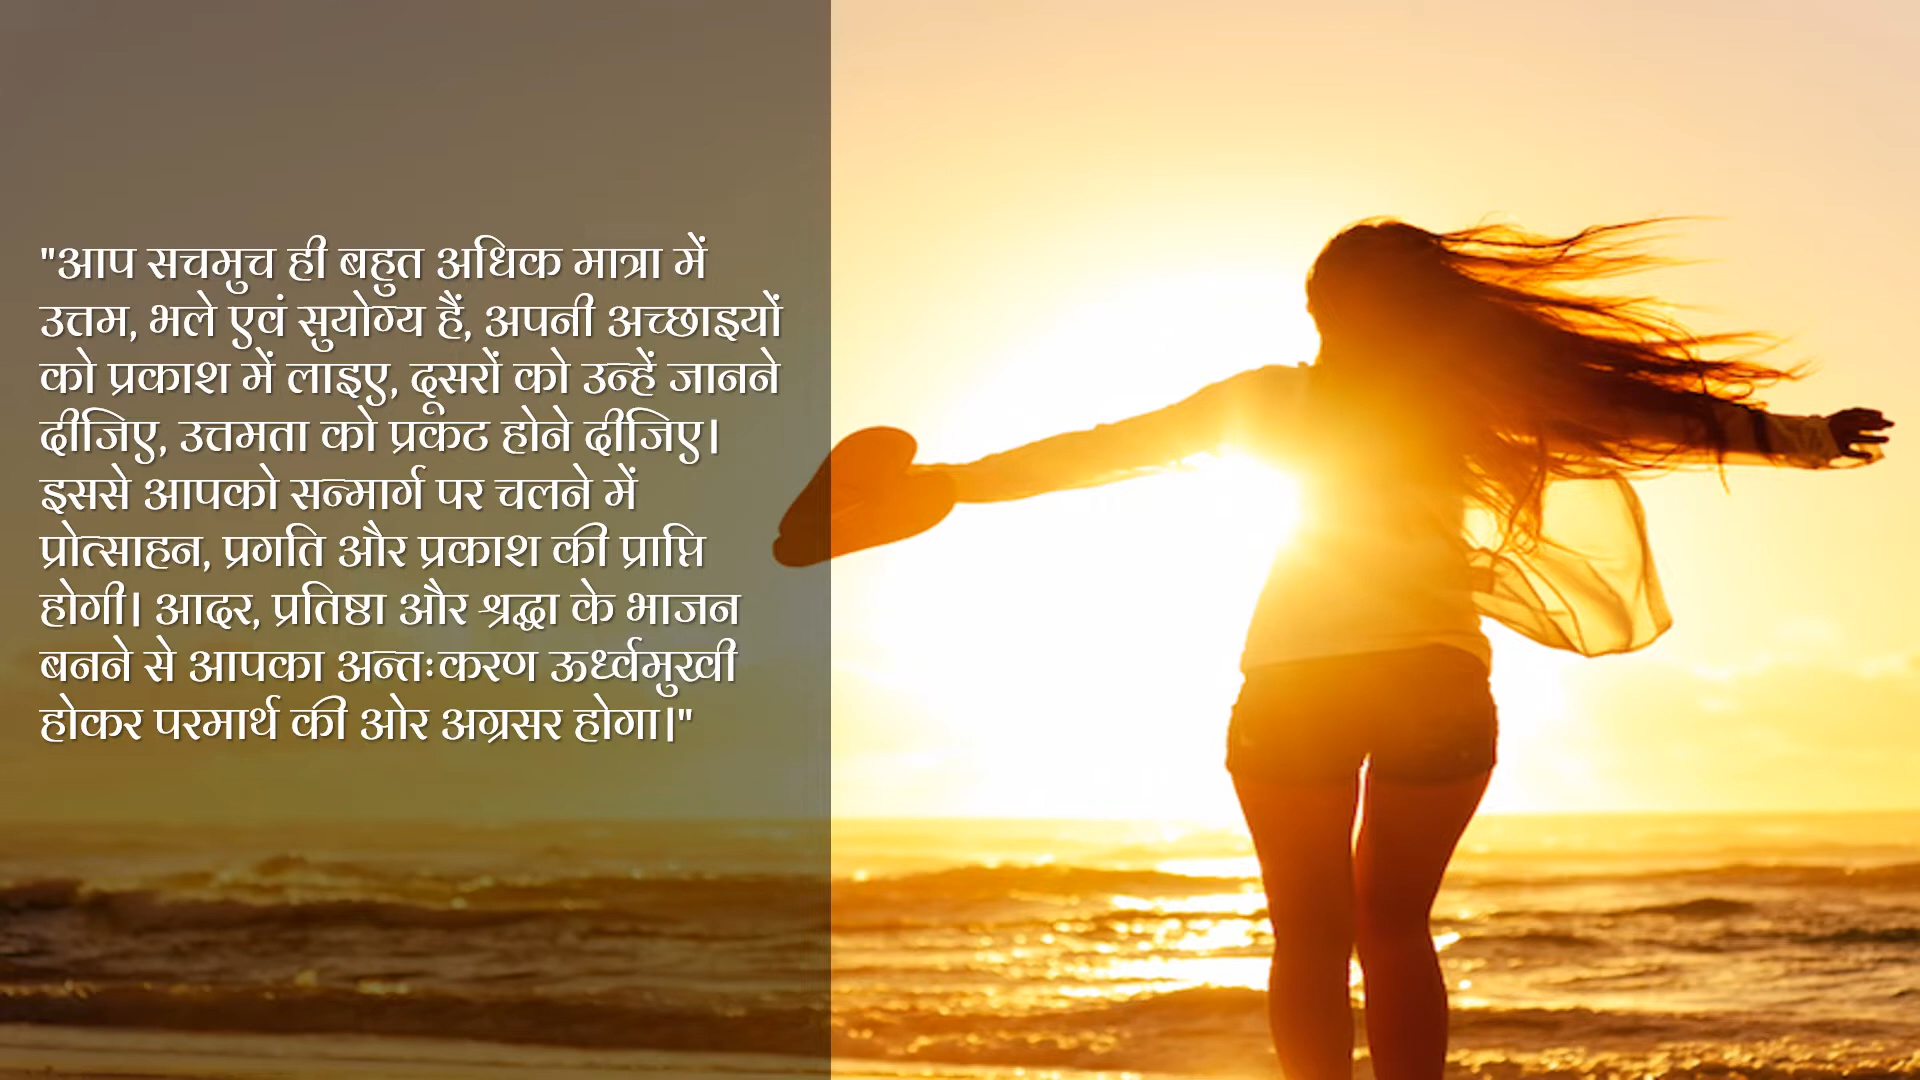 "आप सचमुच ही बहुत अधिक मात्रा में
उत्तम, भले एवं सुयोग्य हैं, अपनी अच्छाइयों
को प्रकाश में लाइए, दूसरों को उन्हें जानने
दीजिए, उत्तमता को प्रकट होने दीजिए।
इससे आपको सन्मार्ग पर चलने में
प्रोत्साहन, प्रगति और प्रकाश की प्राप्ति
होगी। आदर, प्रतिष्ठा और श्रद्धा के भाजन
बनने से आपका अन्तःकरण ऊर्ध्वमुखी
होकर परमार्थ की ओर अग्रसर होगा।"